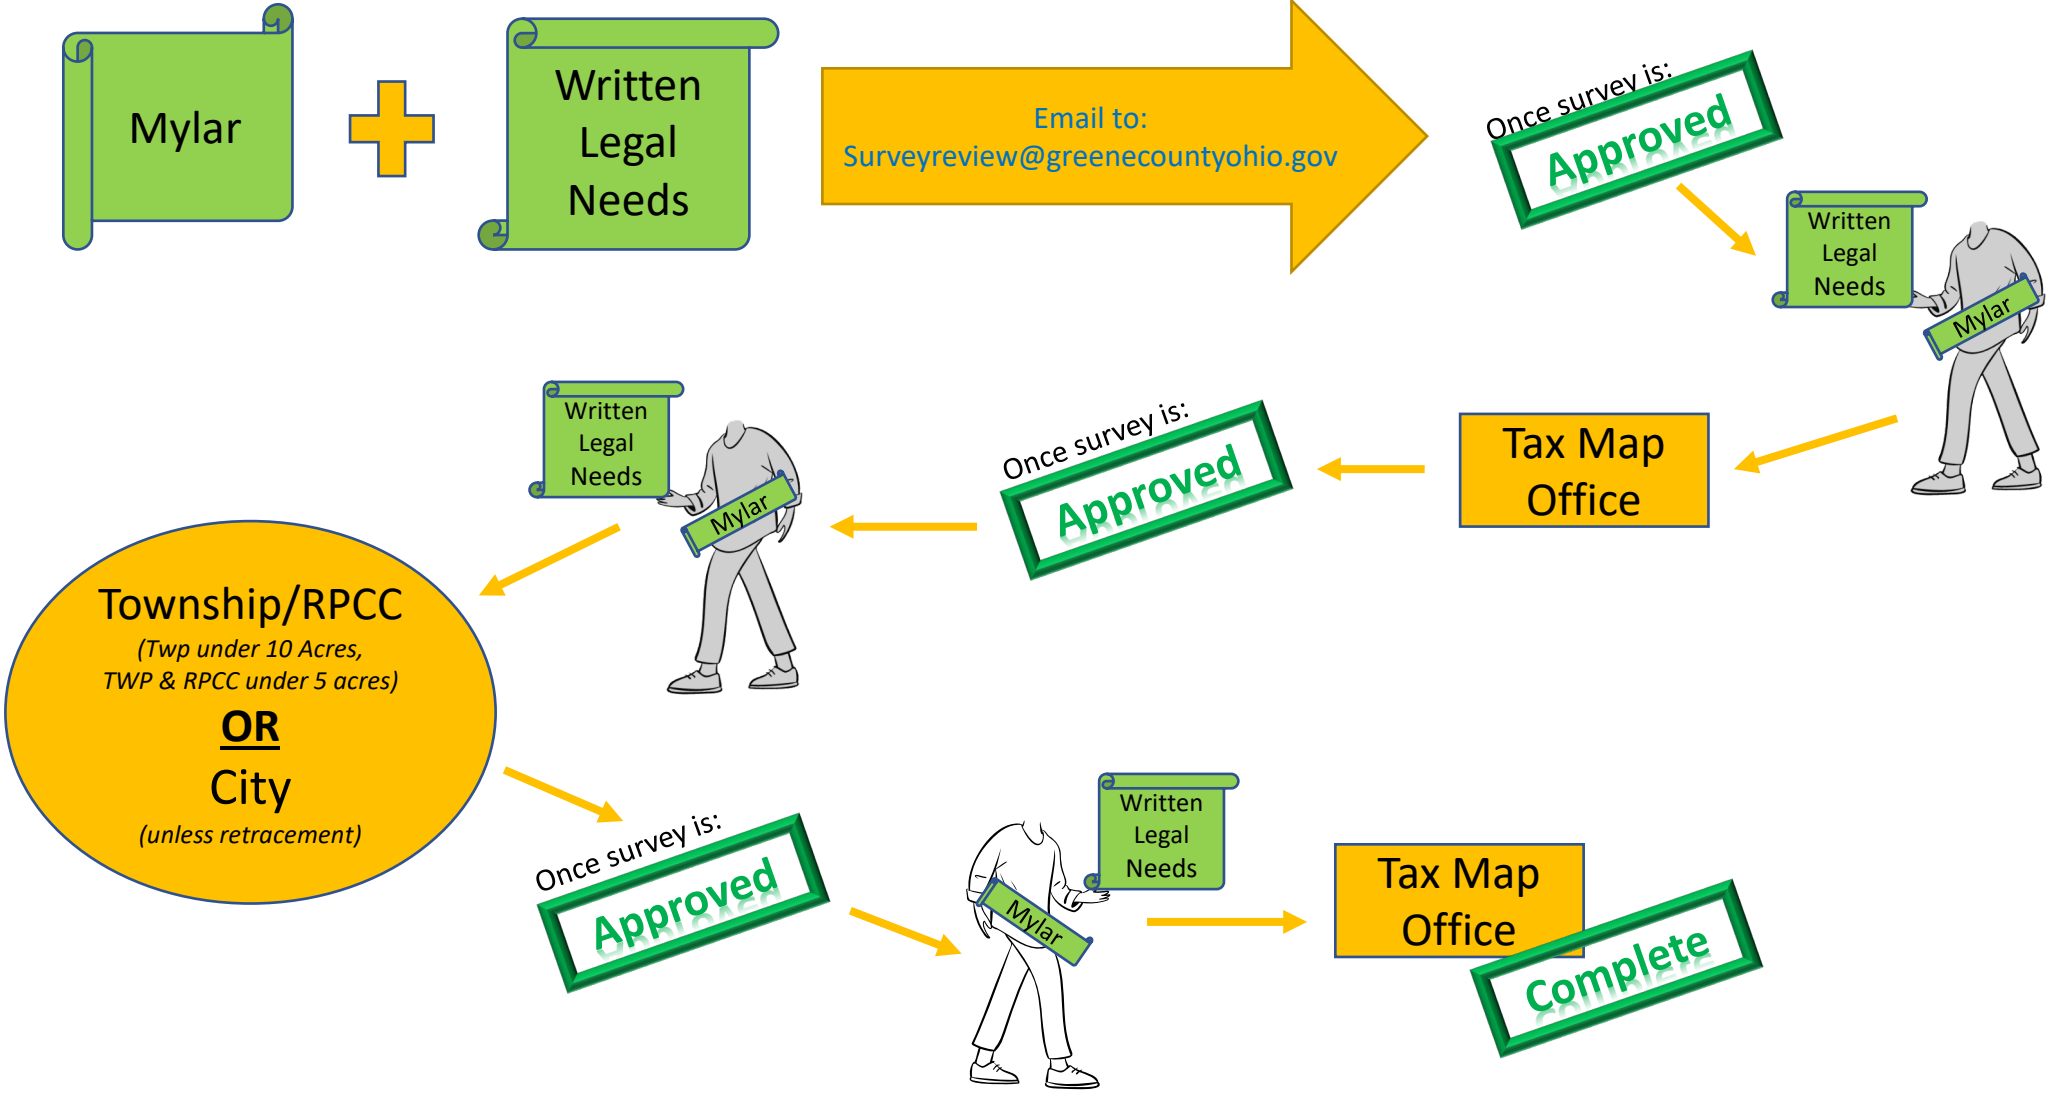 Mylar
Written
Legal
Needs
Email to:
Surveyreview@greenecountyohio.gov
Once survey is:
Approved
Written
Legal
Needs
Mylar
Tax Map
Office
Once survey is:
Approved
Written
Legal
Needs
Mylar
Township/RPCC
(Twp under 10 Acres,
TWP & RPCC under 5 acres)
OR
City
(unless retracement)
Once survey is:
Approved
Written
Legal
Needs
Mylar
Tax Map
Office
Complete